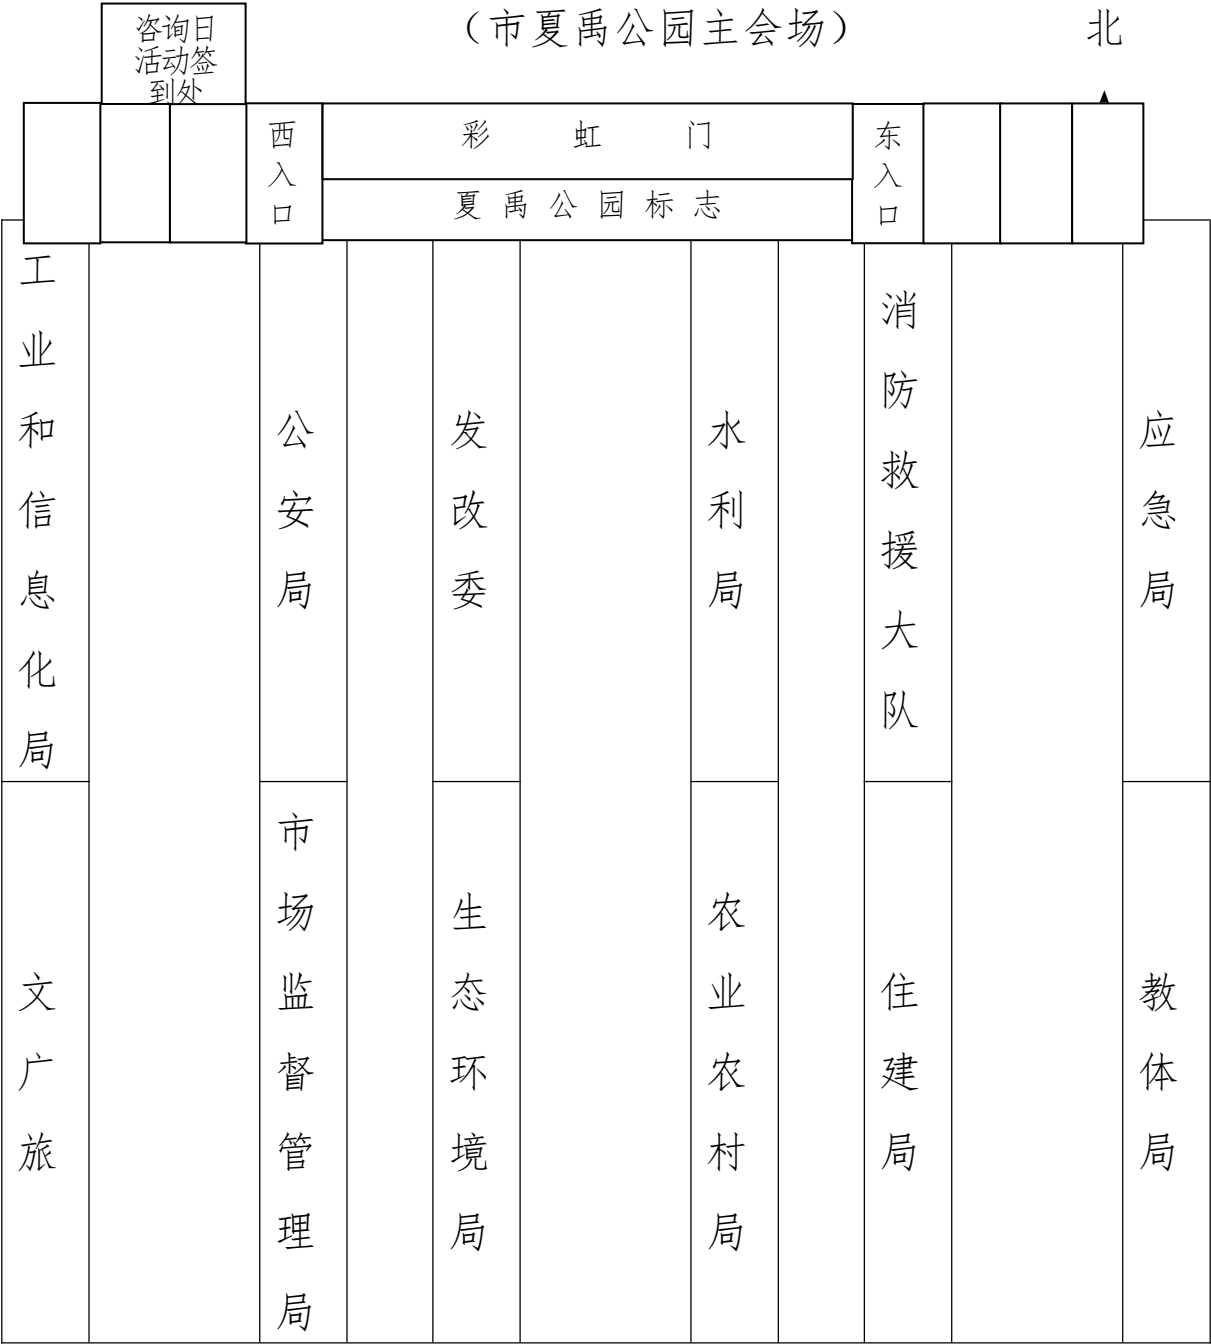 （市夏禹公园主会场）
北
咨询日
活动签
到处
西入口
彩虹门
夏禹公园标志
东入口
工业和信息化局
公安局
发改委
水利局
消防救援大队
应急局
文广旅
市场监督管理局
生态环境局
农业农村局
住建局
教体局